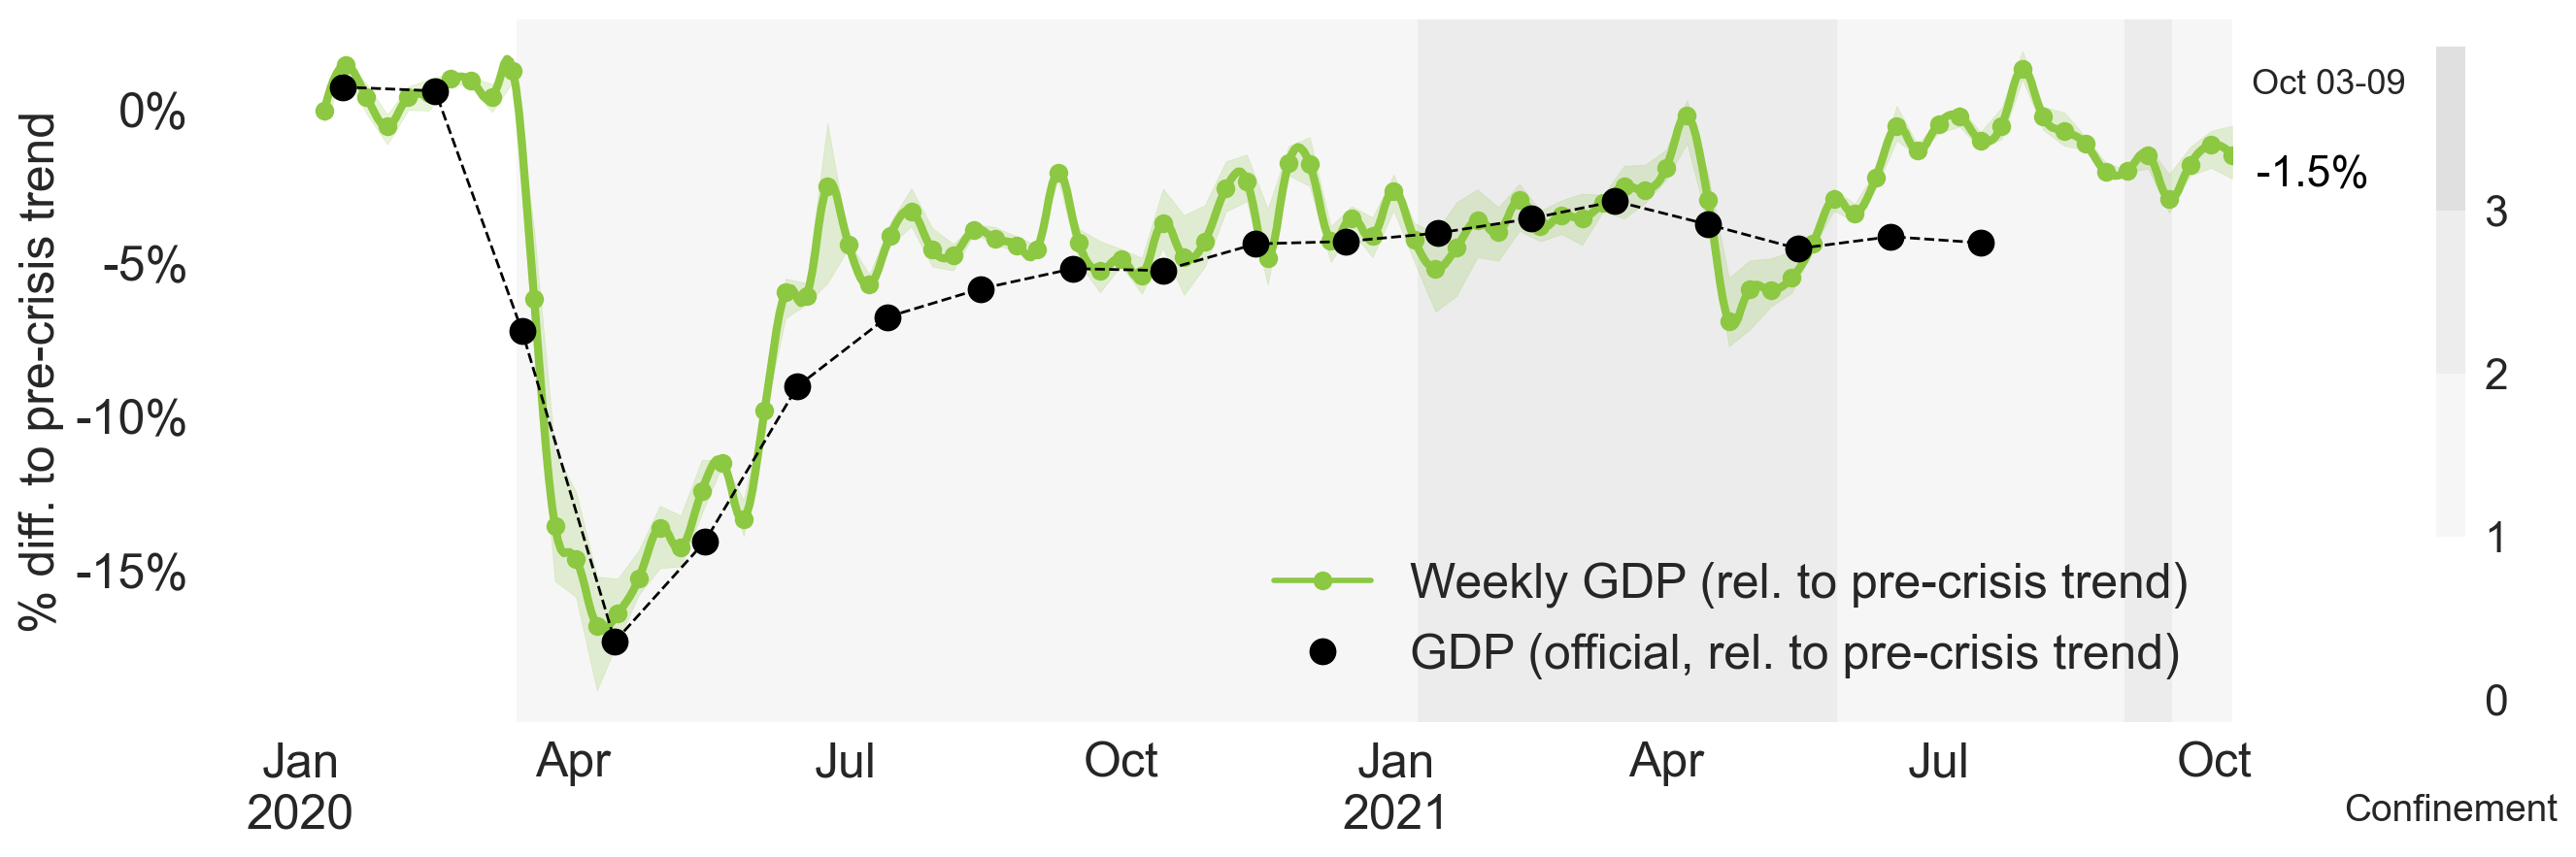 % diff. to pre-crisis trend
0%
-5%
-10%
-15%
Oct 03-09
-1.5%
3
2
1
0
Weekly GDP (rel. to pre-crisis trend)
GDP (official, rel. to pre-crisis trend)
Jan Apr Jul Oct Jan Apr Jul Oct
2020 2021
Confinement